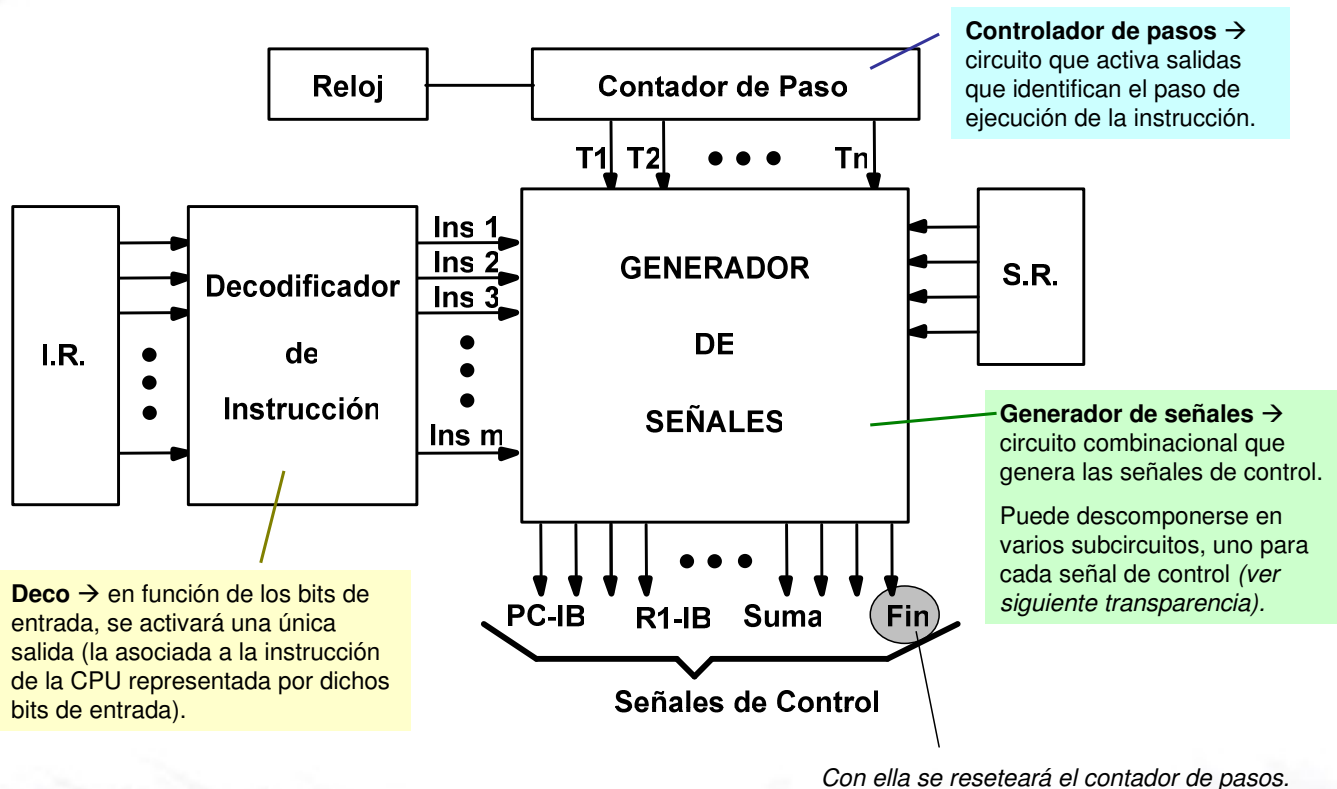 Controlador de pasos →
circuito que activa salidas
que identifican el paso de
ejecución de la instrucción.
Reloj
Contador de Paso
T1
T2
Tn
I.R.
Decodificador
de
Instrucción
Ins 1
Ins 2
Ins 3
Ins m
GENERADOR
DE
SEÑALES
S.R.
Generador de señales →
circuito combinacional que
genera las señales de control.
Puede descomponerse en
varios subcircuitos, uno para
cada señal de control (ver
siguiente transparencia).
Deco → en función de los bits de
entrada, se activará una única
salida (la asociada a la instrucción
de la CPU representada por dichos
bits de entrada).
PC-IB
R1-IB
Suma
Fin
Señales de Control
Con ella se reseteará el contador de pasos.